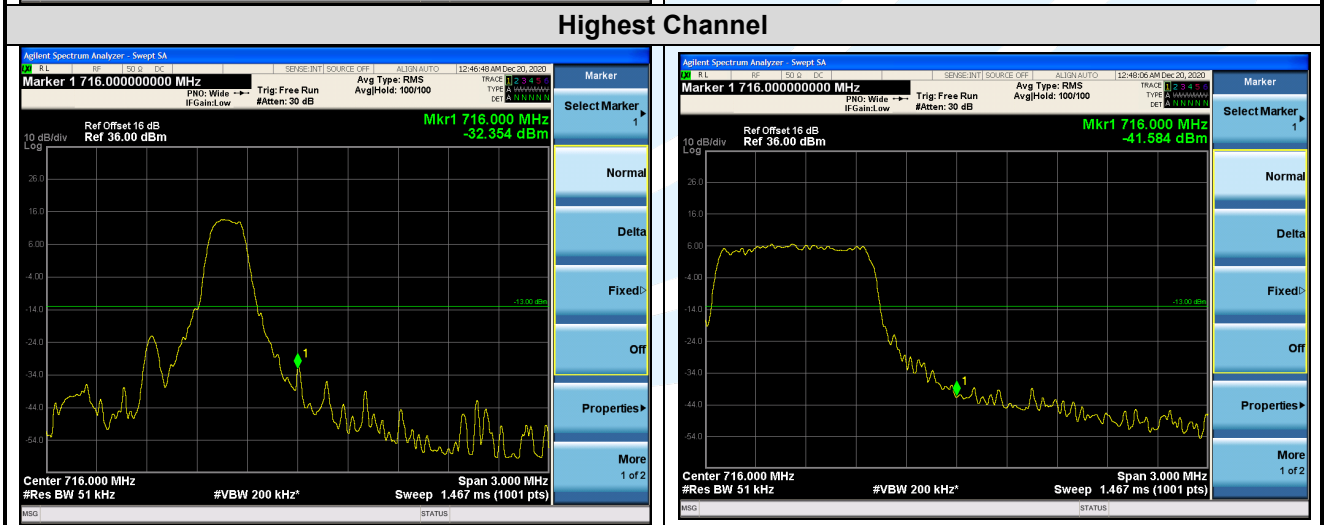 Highest Channel
Agilent Spectrum Analyzer - Swept SA
RL RF 50 Ω DC SENSE:INT SOURCE OFF ALIGN AUTO 12:46:48 AM Dec 20, 2020
Marker 1 716.00000000 MHz
PNO: Wide
IFGain:Low
Trig: Free Run
#Atten: 30 dB
Avg Type: RMS
Avg|Hold: 100/100
TRACE 1 2 3 4 5 6
TYPE A WWWWW
DET A N N N N N
Ref Offset 16 dB
Ref 36.00 dBm
10 dB/div
Log
Mkr1 716.000 MHz
-32.354 dBm
26.0
16.0
6.00
-4.00
-14.0
-24.0
-34.0
-44.0
-54.0
-13.00 dBm
1
Center 716.000 MHz
#Res BW 51 kHz
#VBW 200 kHz*
Span 3.000 MHz
Sweep 1.467 ms (1001 pts)
MSG STATUS
Marker
Select Marker
1
Normal
Delta
Fixed
Off
Properties
More
1 of 2
Agilent Spectrum Analyzer - Swept SA
RL RF 50 Ω DC SENSE:INT SOURCE OFF ALIGN AUTO 12:48:06 AM Dec 20, 2020
Marker 1 716.00000000 MHz
PNO: Wide
IFGain:Low
Trig: Free Run
#Atten: 30 dB
Avg Type: RMS
Avg|Hold: 100/100
TRACE 1 2 3 4 5 6
TYPE A WWWWW
DET A N N N N N
Ref Offset 16 dB
Ref 36.00 dBm
10 dB/div
Log
Mkr1 716.000 MHz
-41.584 dBm
26.0
16.0
6.00
-4.00
-14.0
-24.0
-34.0
-44.0
-54.0
-13.00 dBm
1
Center 716.000 MHz
#Res BW 51 kHz
#VBW 200 kHz*
Span 3.000 MHz
Sweep 1.467 ms (1001 pts)
MSG STATUS
Marker
Select Marker
1
Normal
Delta
Fixed
Off
Properties
More
1 of 2